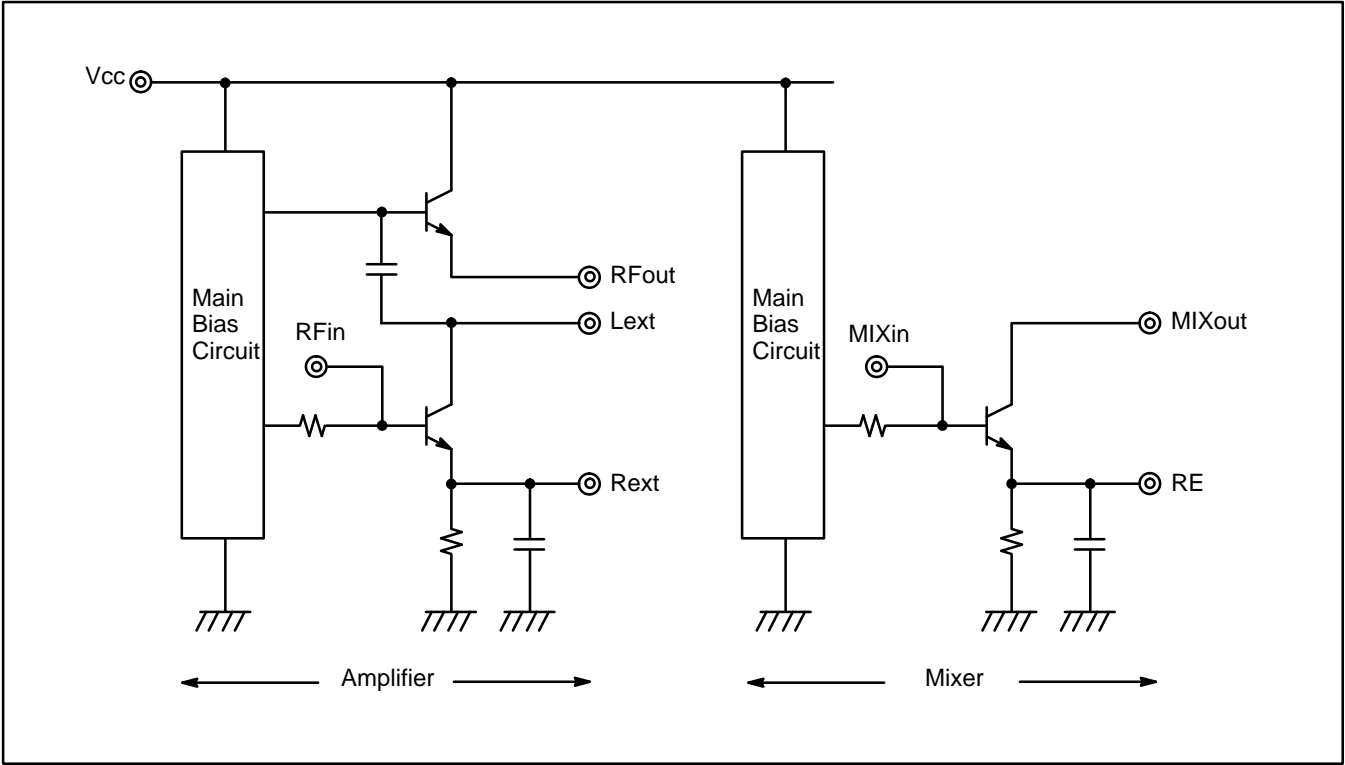 Vcc
RFout
Main
Bias
Circuit
RFin
Lext
Rext
Amplifier
Main
Bias
Circuit
MIXin
MIXout
RE
Mixer